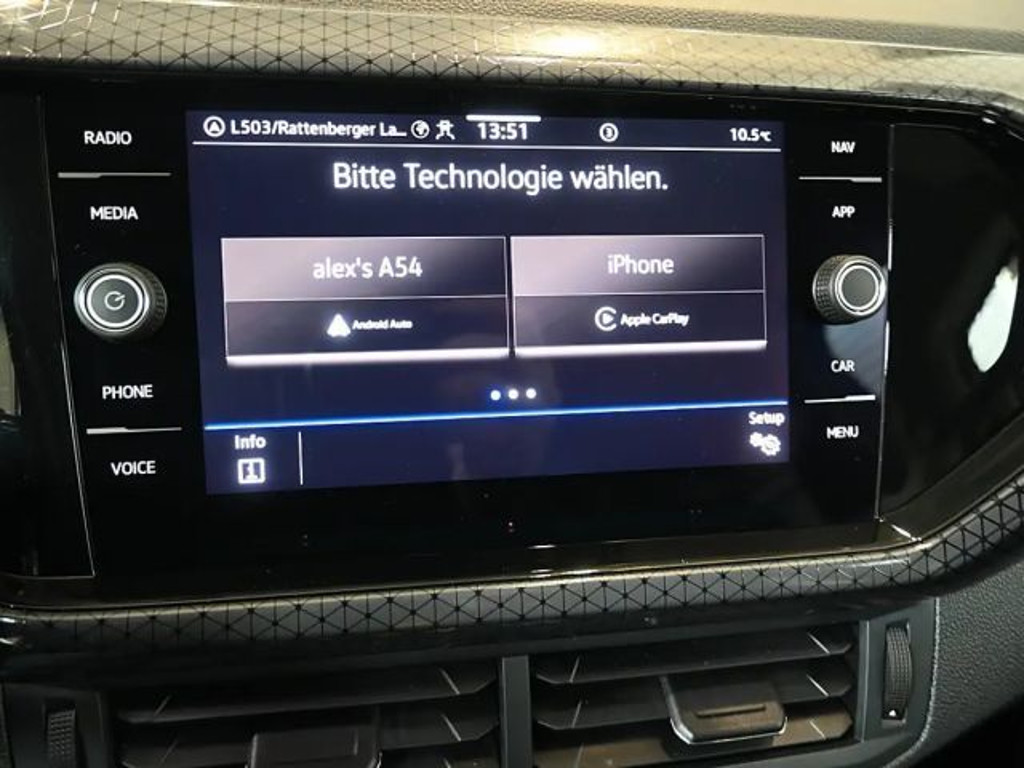 RADIO
MEDIA
PHONE
VOICE
L503/Rattenberger La... 13:51 3 10.5°C
Bitte Technologie wählen.
alex's A54
Android Auto
iPhone
Apple CarPlay
Info
Setup
NAV
APP
CAR
MENU